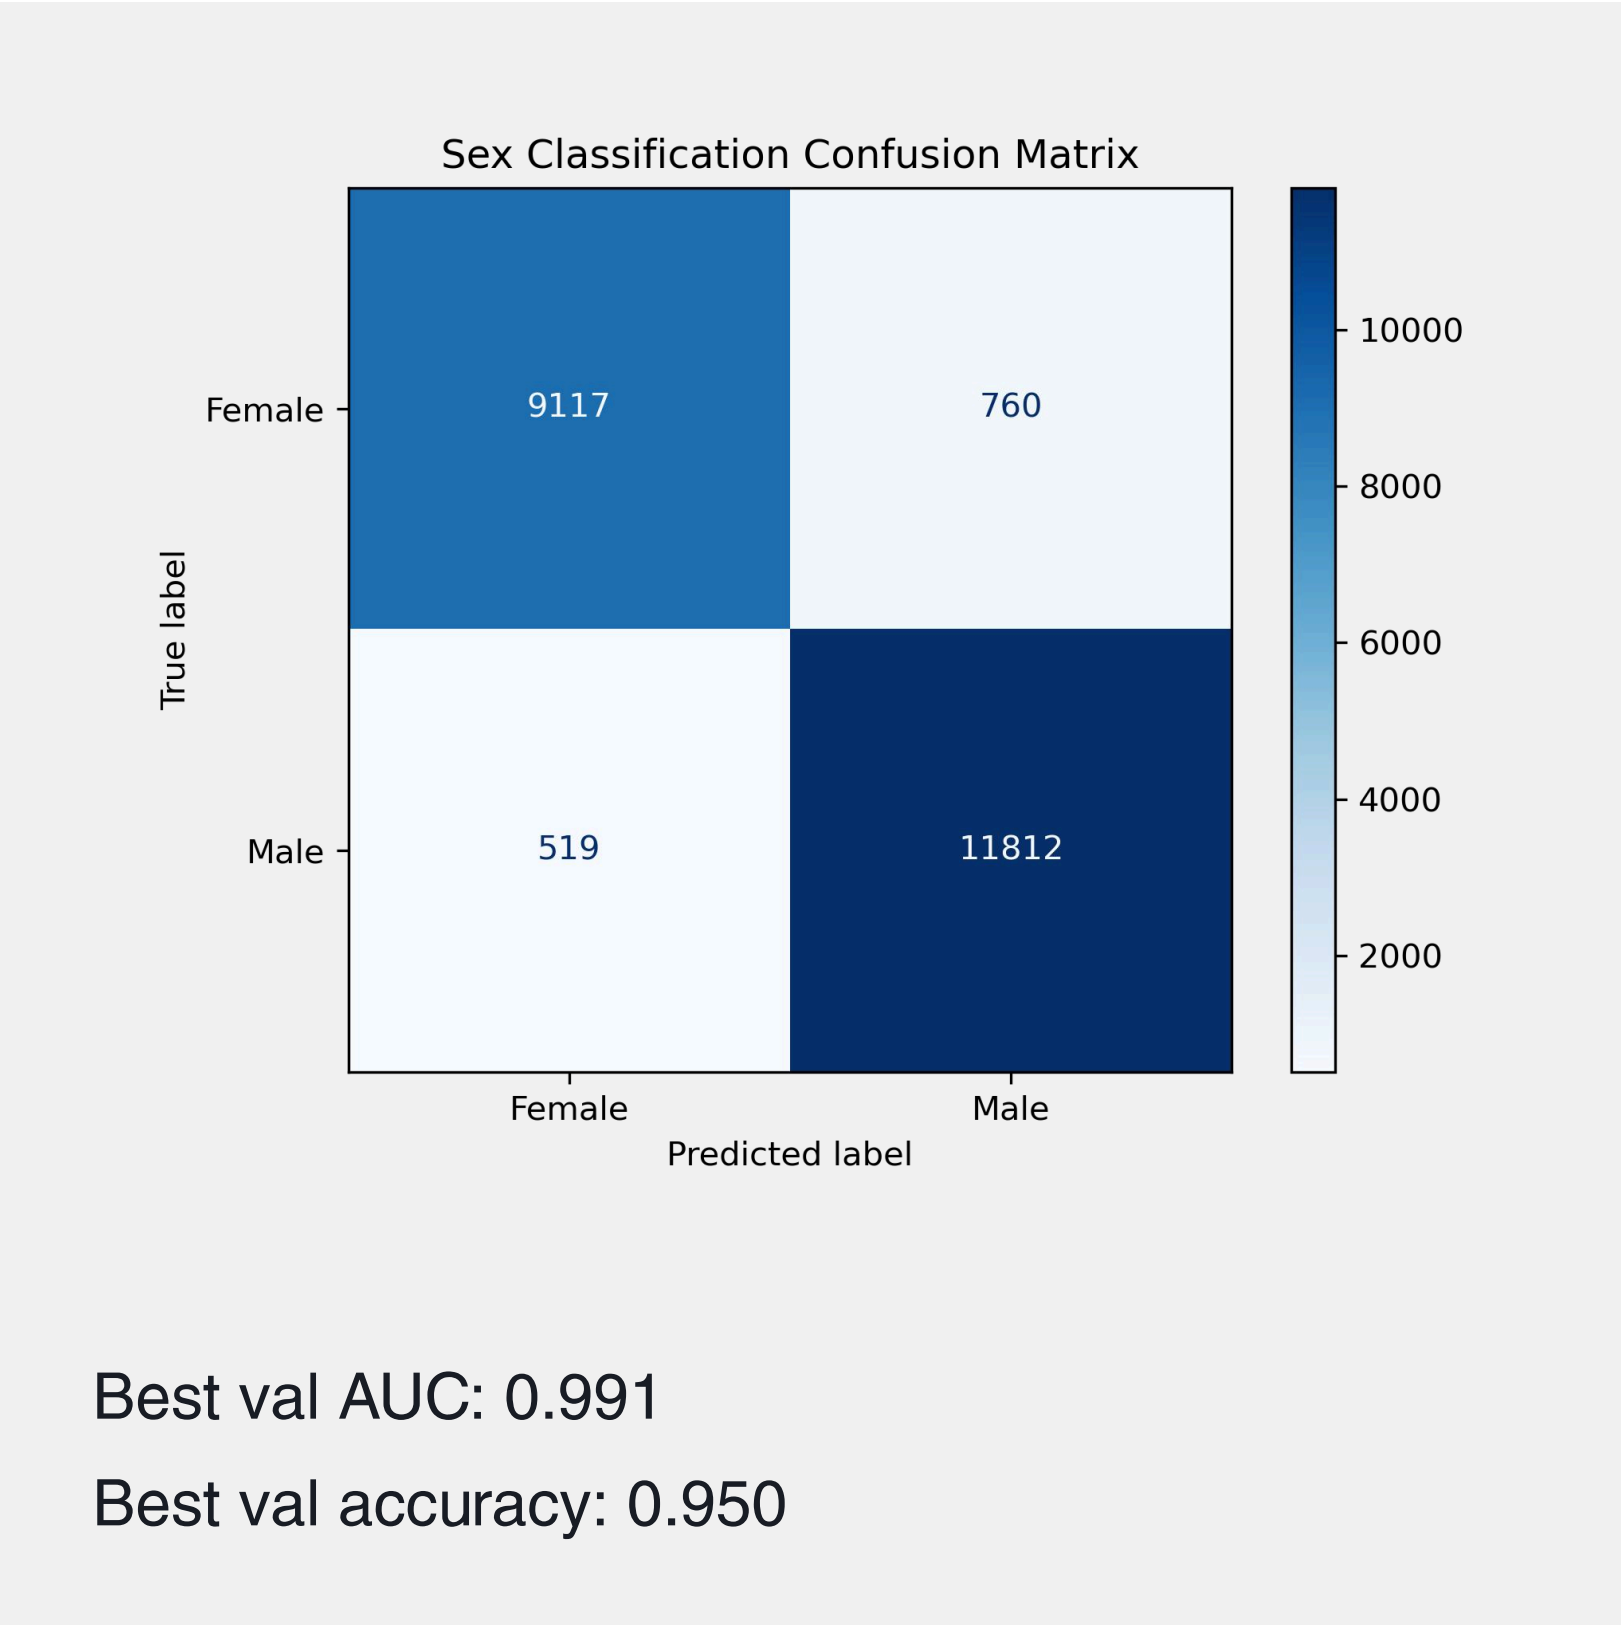 Sex Classification Confusion Matrix
Female
Male
True label
9117
760
519
11812
Female
Male
Predicted label
10000
8000
6000
4000
2000
Best val AUC: 0.991
Best val accuracy: 0.950